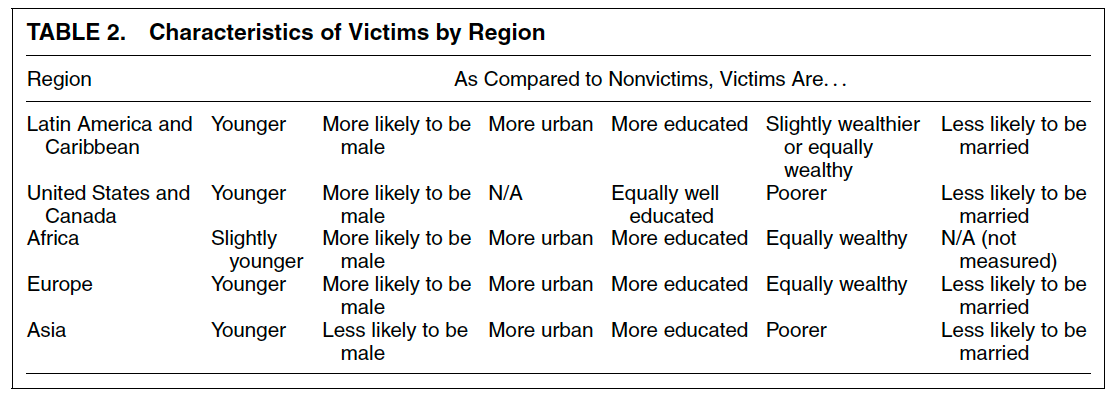 TABLE 2. Characteristics of Victims by Region
Region As Compared to Nonvictims, Victims Are...
Latin America and Caribbean Younger More likely to be male More urban More educated Slightly wealthier or equally wealthy Less likely to be married
United States and Canada Younger More likely to be male N/A Equally well educated Poorer Less likely to be married
Africa Slightly younger More likely to be male More urban More educated Equally wealthy N/A (not measured)
Europe Younger More likely to be male More urban More educated Equally wealthy Less likely to be married
Asia Younger Less likely to be male More urban More educated Poorer Less likely to be married